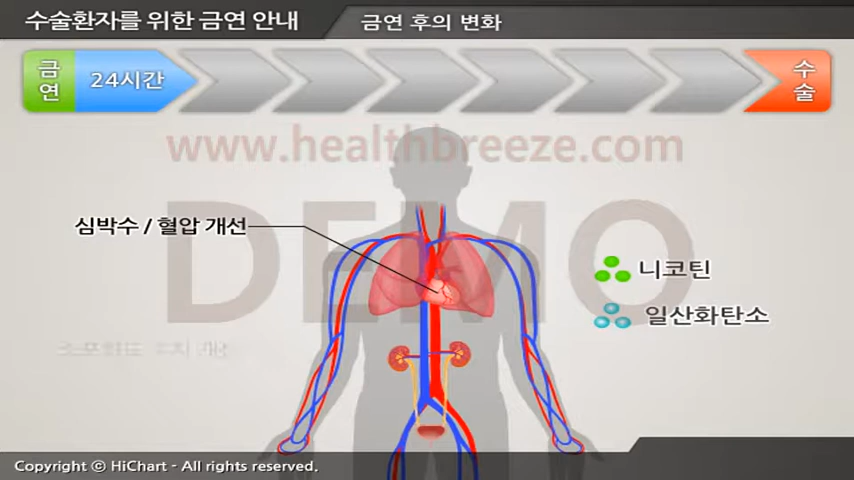 수술환자를 위한 금연 안내
금연 후의 변화
금연
24시간
수술
www.healthbreeze.com
DEMO
심박수 / 혈압 개선
니코틴
일산화탄소
Copyright ⓒ HiChart - All rights reserved.